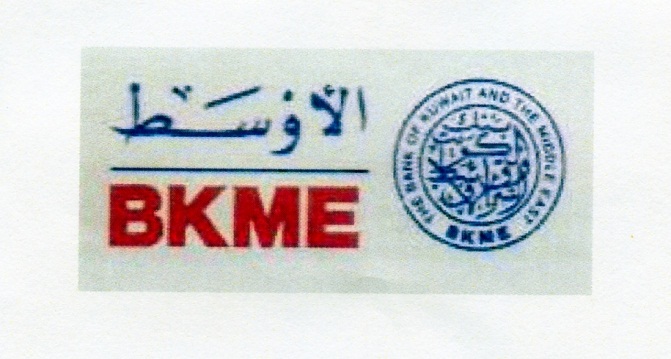 الأوسط
BKME
THE BANK OF KUWAIT AND THE MIDDLE EAST
BKME